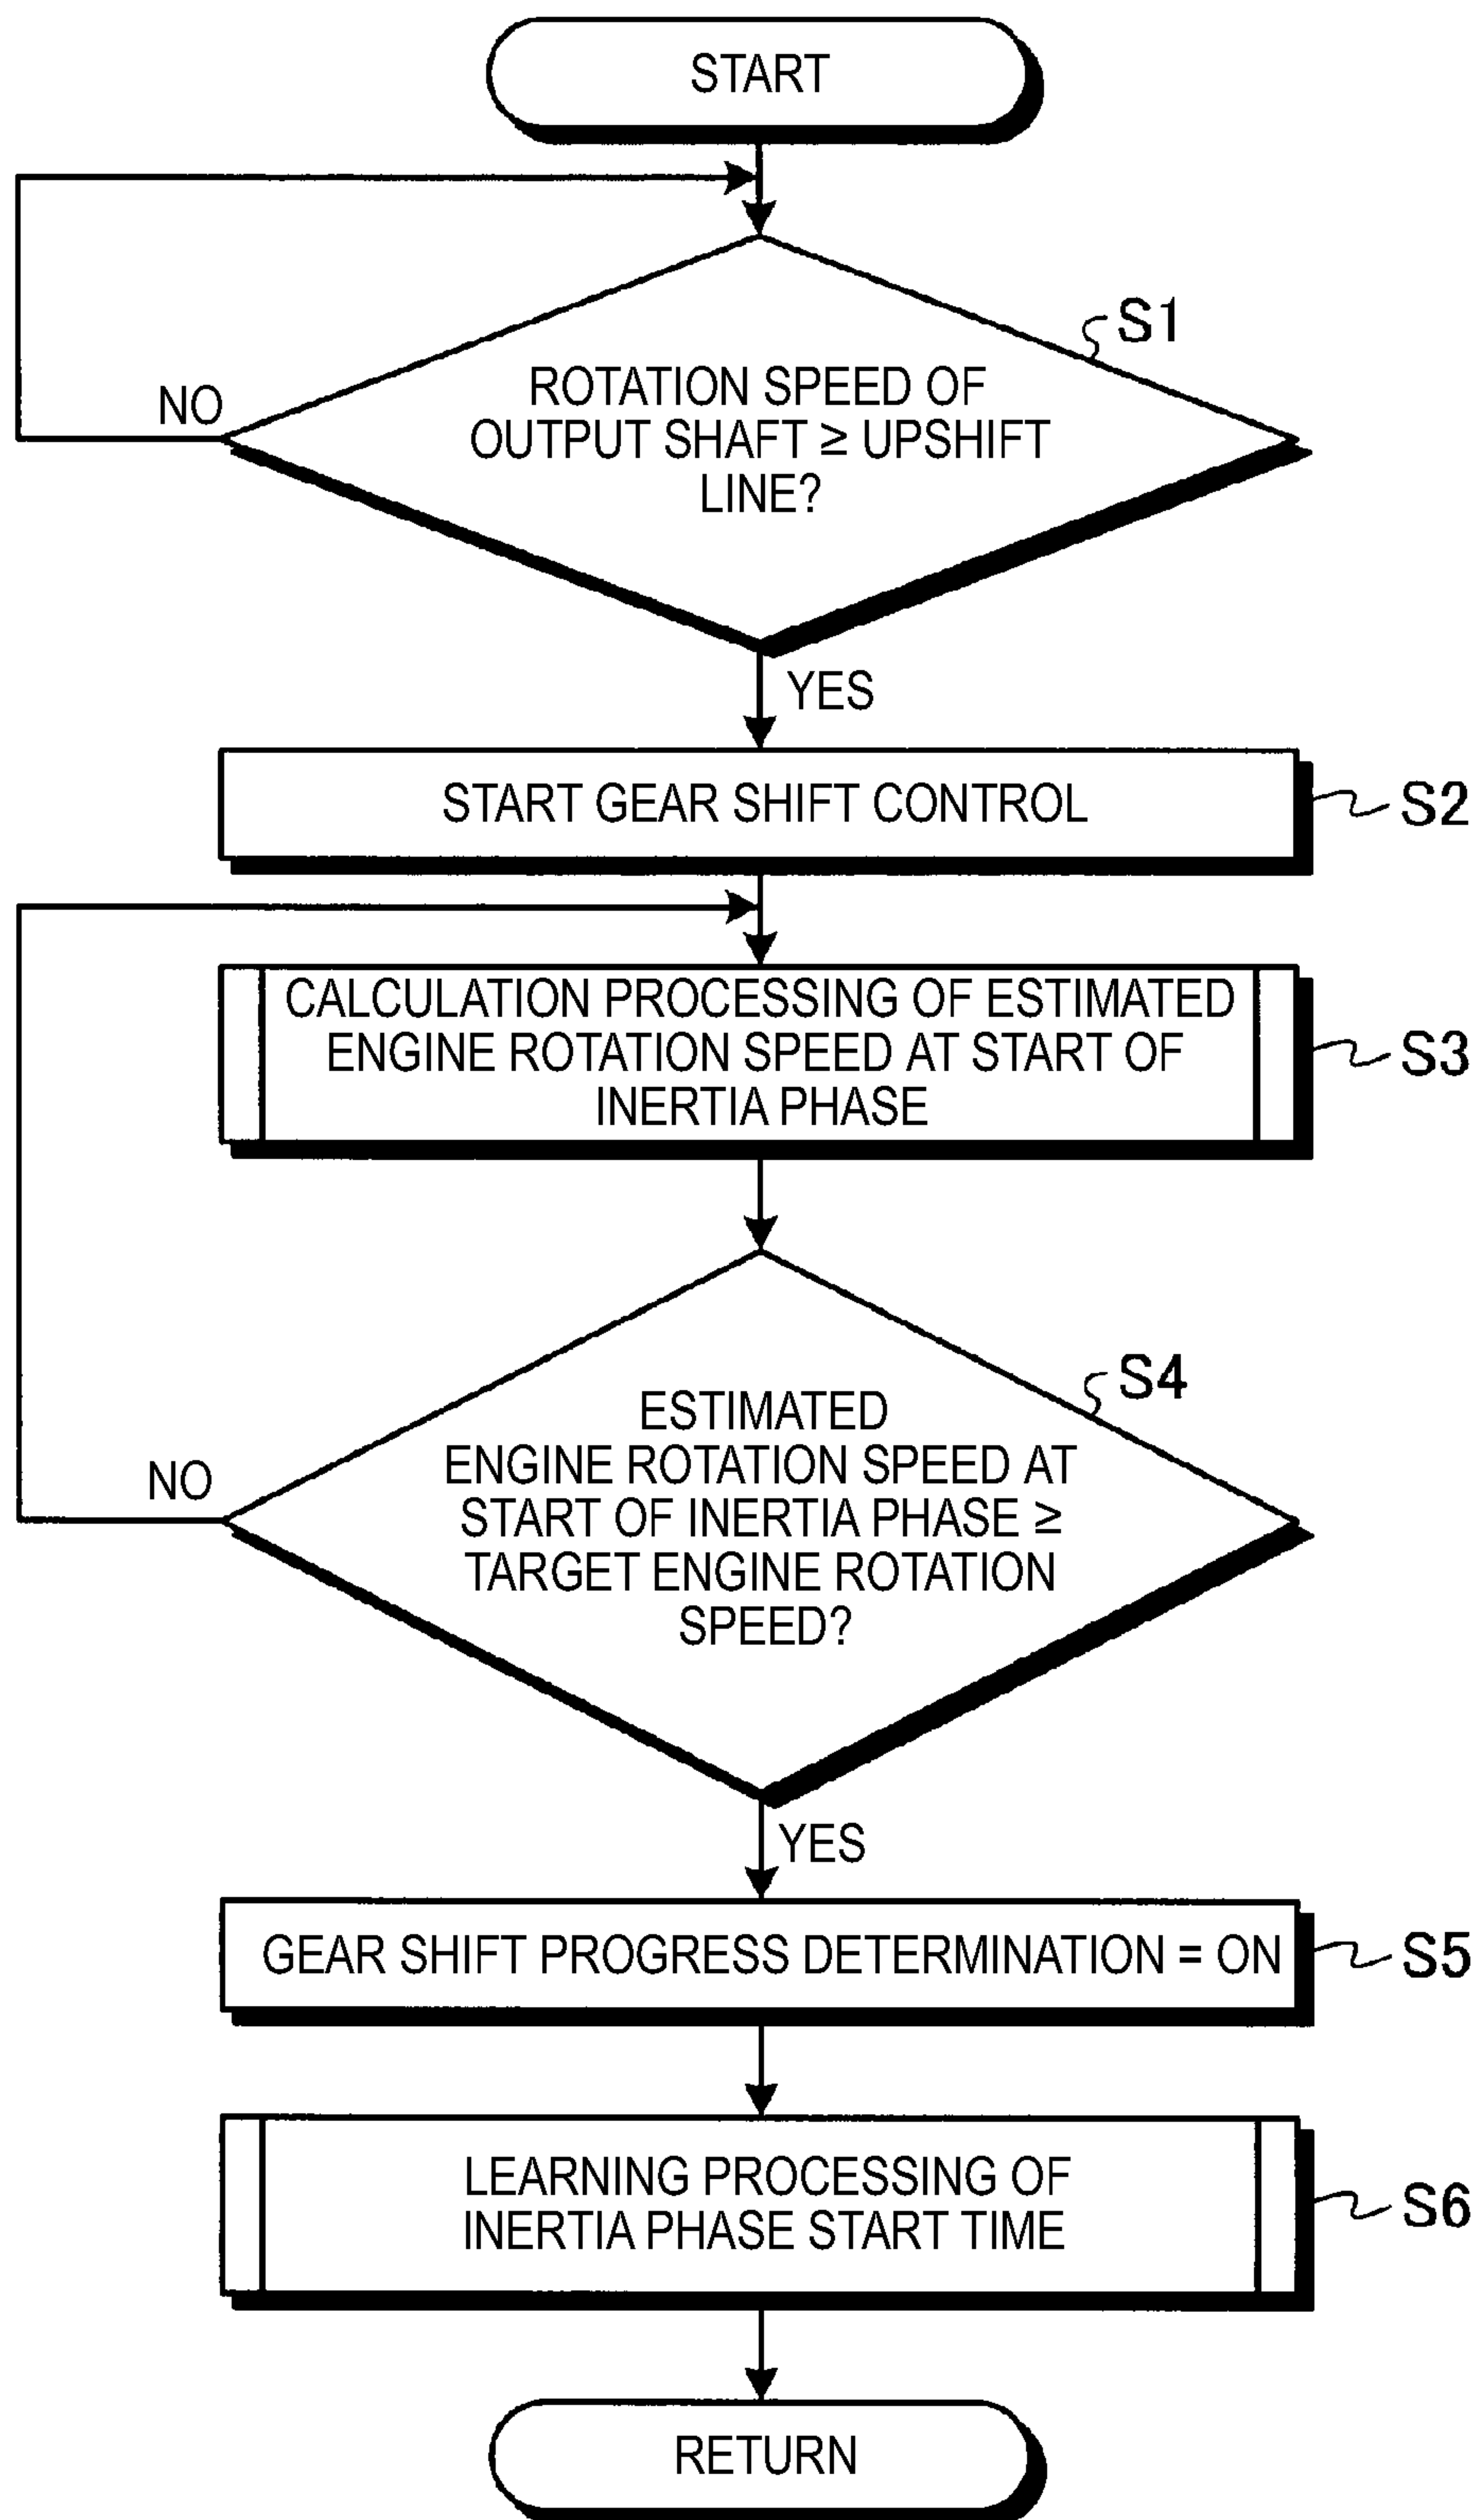 START
S1
ROTATION SPEED OF
OUTPUT SHAFT ≥ UPSHIFT
LINE?
NO
YES
START GEAR SHIFT CONTROL
S2
CALCULATION PROCESSING OF ESTIMATED
ENGINE ROTATION SPEED AT START OF
INERTIA PHASE
S3
S4
ESTIMATED
ENGINE ROTATION SPEED AT
START OF INERTIA PHASE ≥
TARGET ENGINE ROTATION
SPEED?
NO
YES
GEAR SHIFT PROGRESS DETERMINATION = ON
S5
LEARNING PROCESSING OF
INERTIA PHASE START TIME
S6
RETURN